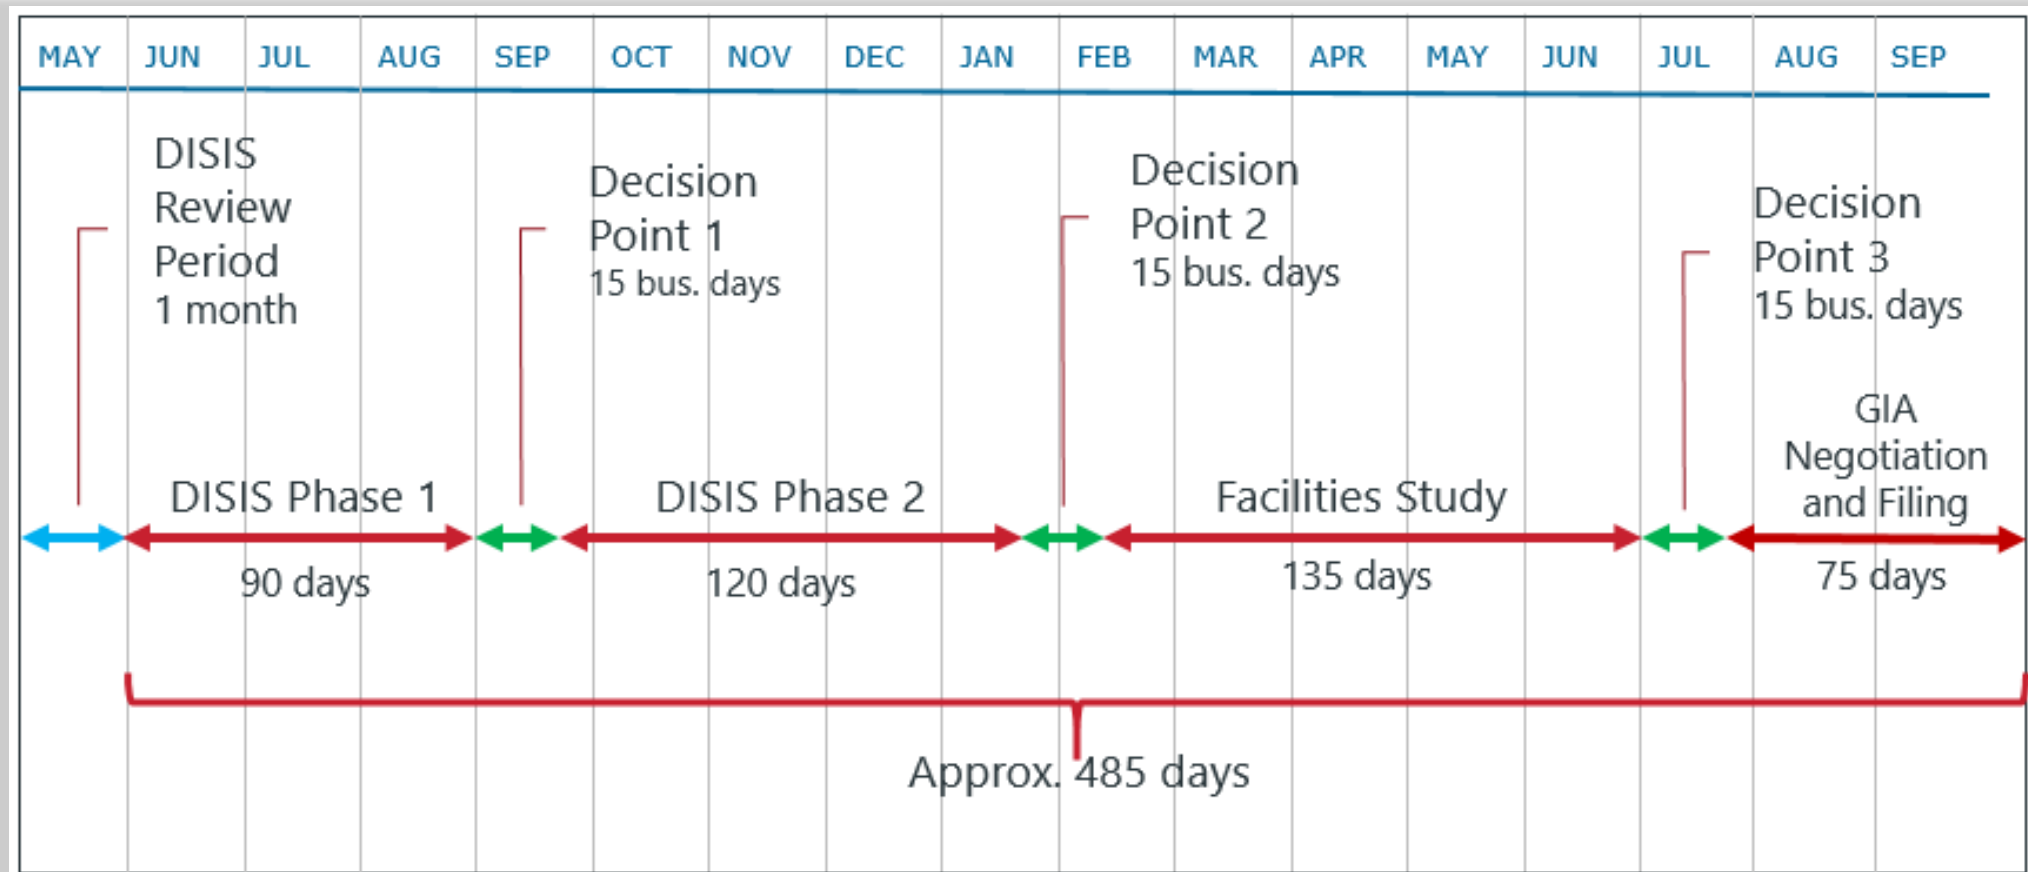 MAY JUN JUL AUG SEP OCT NOV DEC JAN FEB MAR APR MAY JUN JUL AUG SEP
DISIS
Review
Period
1 month
Decision
Point 1
15 bus. days
Decision
Point 2
15 bus. days
Decision
Point 3
15 bus. days
DISIS Phase 1
90 days
DISIS Phase 2
120 days
Facilities Study
135 days
GIA
Negotiation
and Filing
75 days
Approx. 485 days